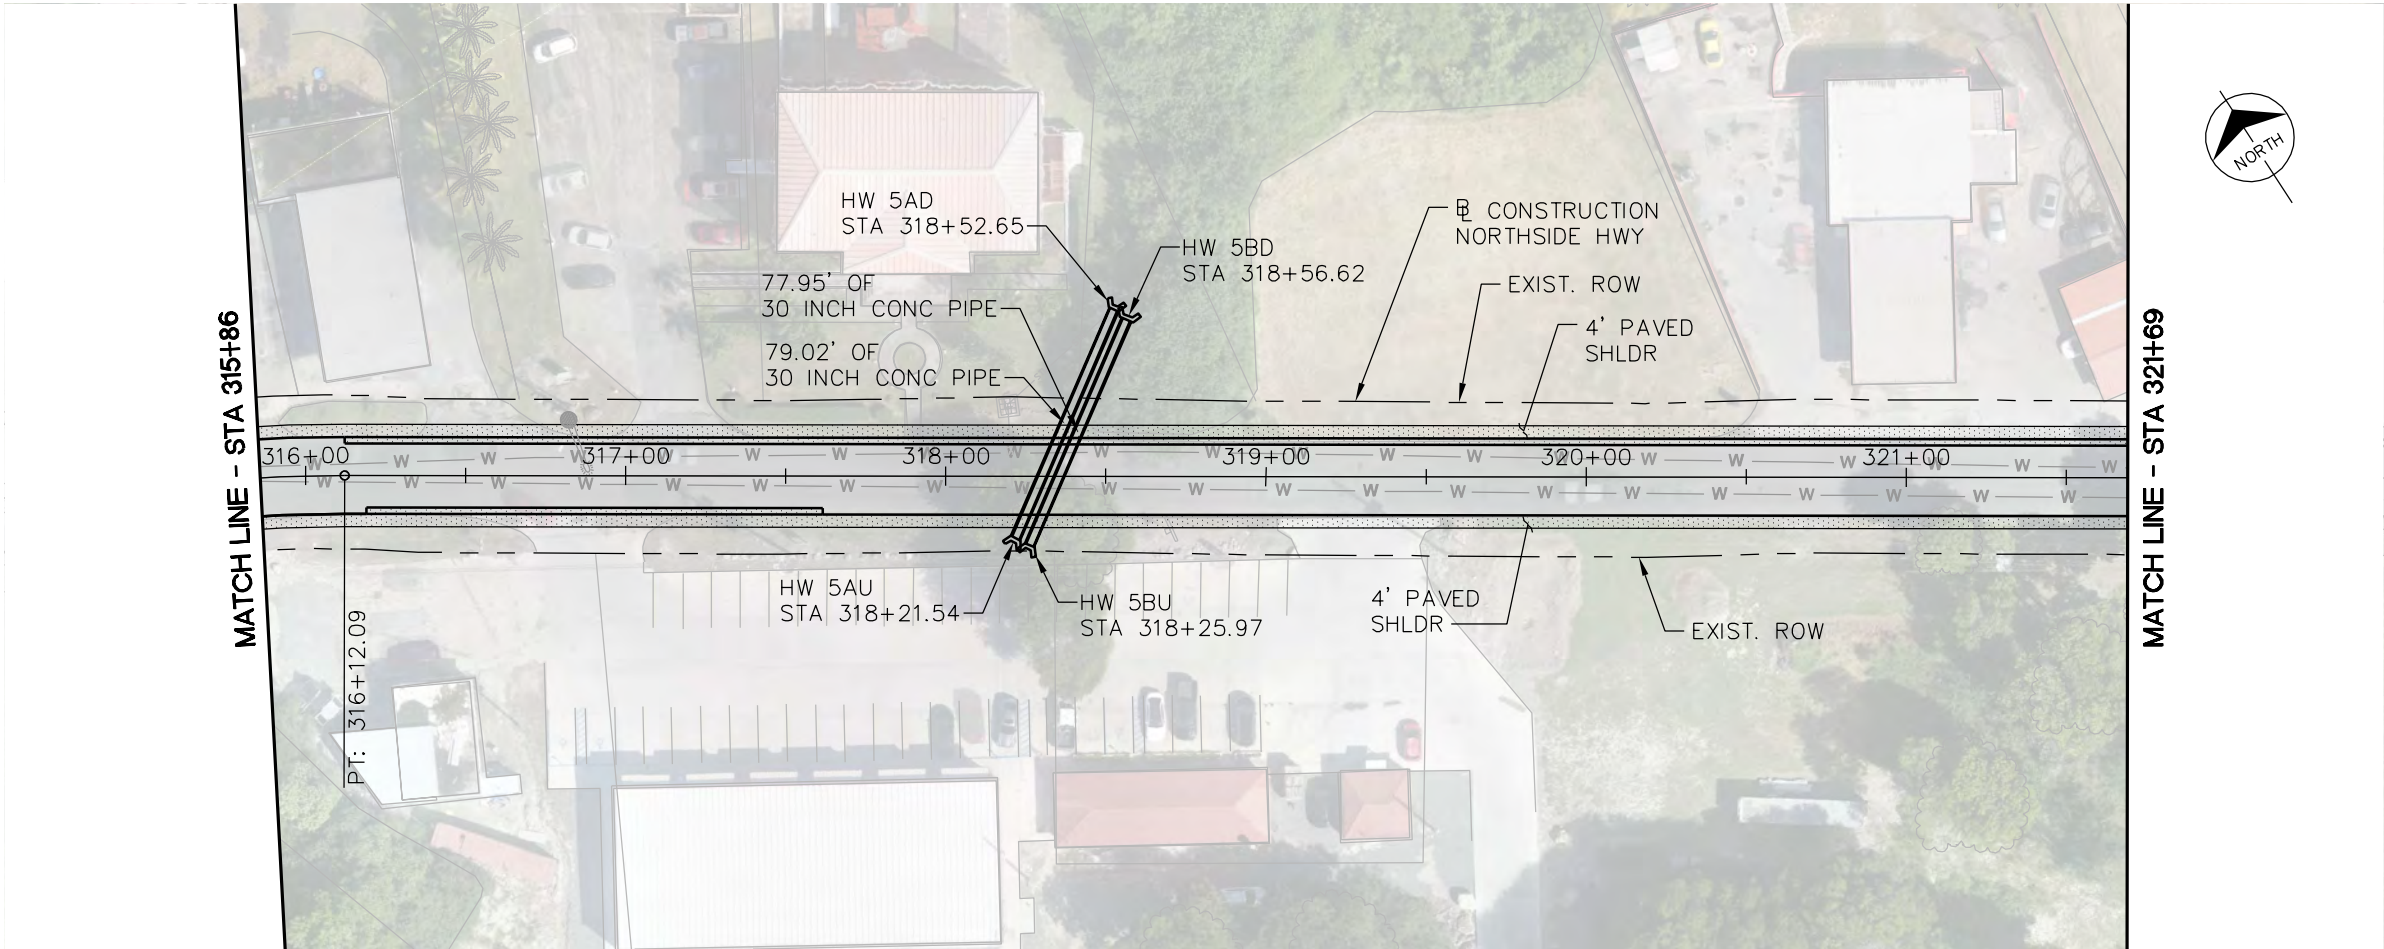 HW 5AD
STA 318+52.65
HW 5BD
STA 318+56.62
BL CONSTRUCTION
NORTHSIDE HWY
77.95' OF
30 INCH CONC PIPE
EXIST. ROW
4' PAVED
SHLDR
79.02' OF
30 INCH CONC PIPE
NORTH
MATCH LINE - STA 315+86
MATCH LINE - STA 321+69
W W W W W W W W W W W W W W W W W W W
316+00 317+00 318+00 319+00 320+00 321+00
W W W W W W W W W W W W W W W W W W W W
HW 5AU
STA 318+21.54
HW 5BU
STA 318+25.97
4' PAVED
SHLDR
EXIST. ROW
PT: 316+12.09